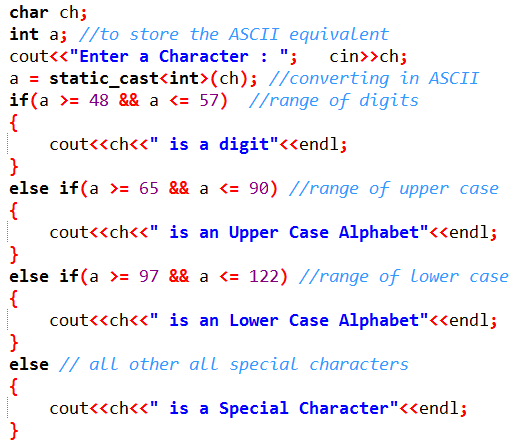 char ch;
int a; //to store the ASCII equivalent
cout<<"Enter a Character : ";   cin>>ch;
a = static_cast<int>(ch); //converting in ASCII
if(a >= 48 && a <= 57)  //range of digits
{
    cout<<ch<<" is a digit"<<endl;
}
else if(a >= 65 && a <= 90) //range of upper case
{
    cout<<ch<<" is an Upper Case Alphabet"<<endl;
}
else if(a >= 97 && a <= 122) //range of lower case
{
    cout<<ch<<" is an Lower Case Alphabet"<<endl;
}
else // all other all special characters
{
    cout<<ch<<" is a Special Character"<<endl;
}